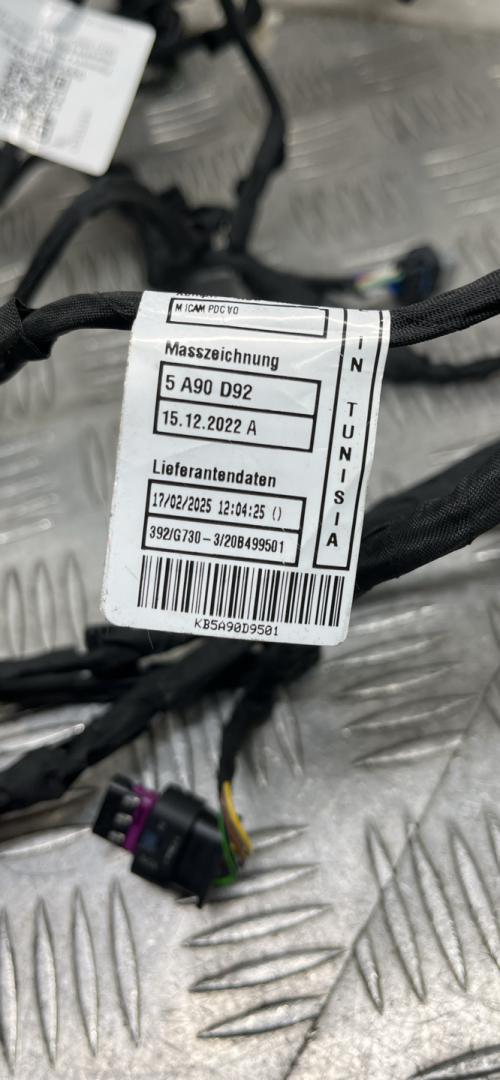 M ICAM PDC VO
Masszeichnung
5 A90 D92
15.12.2022 A
Lieferantendaten
17/02/2025 12:04:25 ()
392/G730-3/20B499501
KB5A90D9501
IN TUNISIA